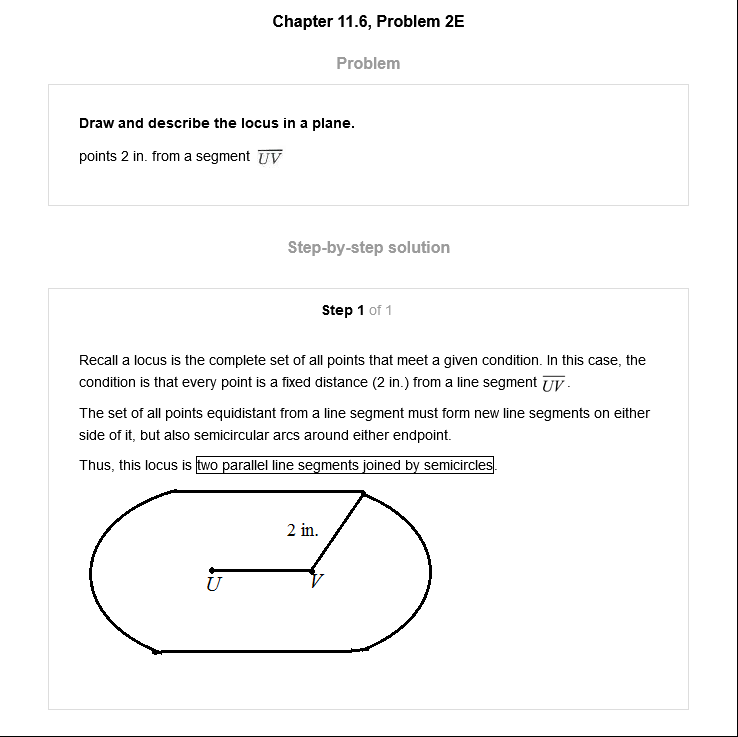 Chapter 11.6, Problem 2E
Problem
Draw and describe the locus in a plane.
points 2 in. from a segment U̅V̅
Step-by-step solution
Step 1 of 1
Recall a locus is the complete set of all points that meet a given condition. In this case, the
condition is that every point is a fixed distance (2 in.) from a line segment U̅V̅.
The set of all points equidistant from a line segment must form new line segments on either
side of it, but also semicircular arcs around either endpoint.
Thus, this locus is two parallel line segments joined by semicircles.
2 in.
U
V